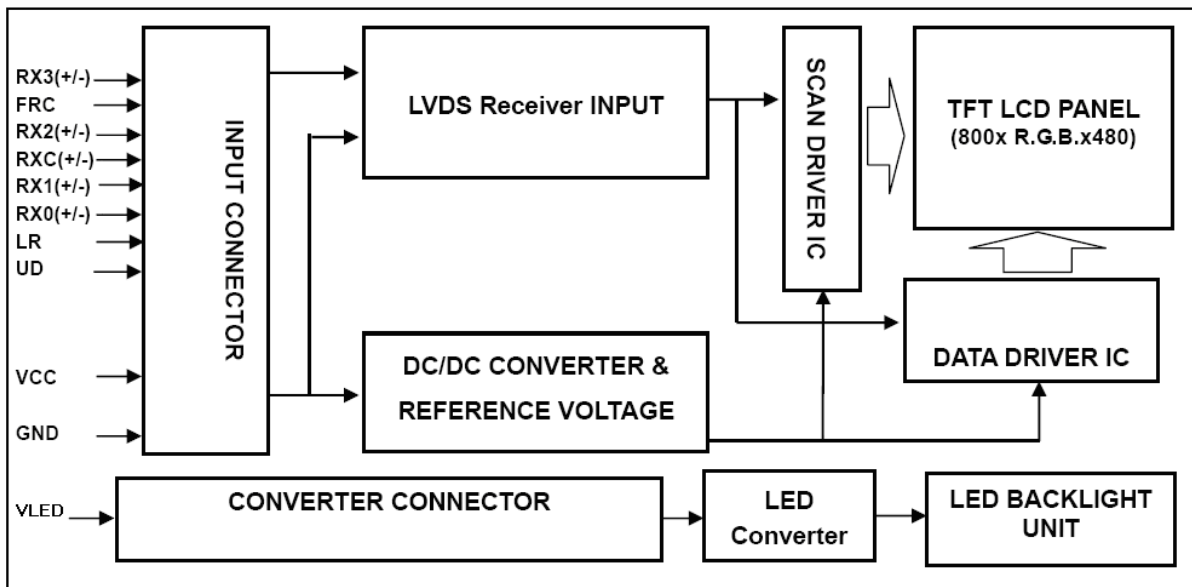 RX3(+/-)
FRC
RX2(+/-)
RXC(+/-)
RX1(+/-)
RX0(+/-)
LR
UD
VCC
GND
INPUT CONNECTOR
LVDS Receiver INPUT
SCAN DRIVER IC
TFT LCD PANEL
(800x R.G.B.x480)
DC/DC CONVERTER &
REFERENCE VOLTAGE
DATA DRIVER IC
VLED
CONVERTER CONNECTOR
LED
Converter
LED BACKLIGHT
UNIT